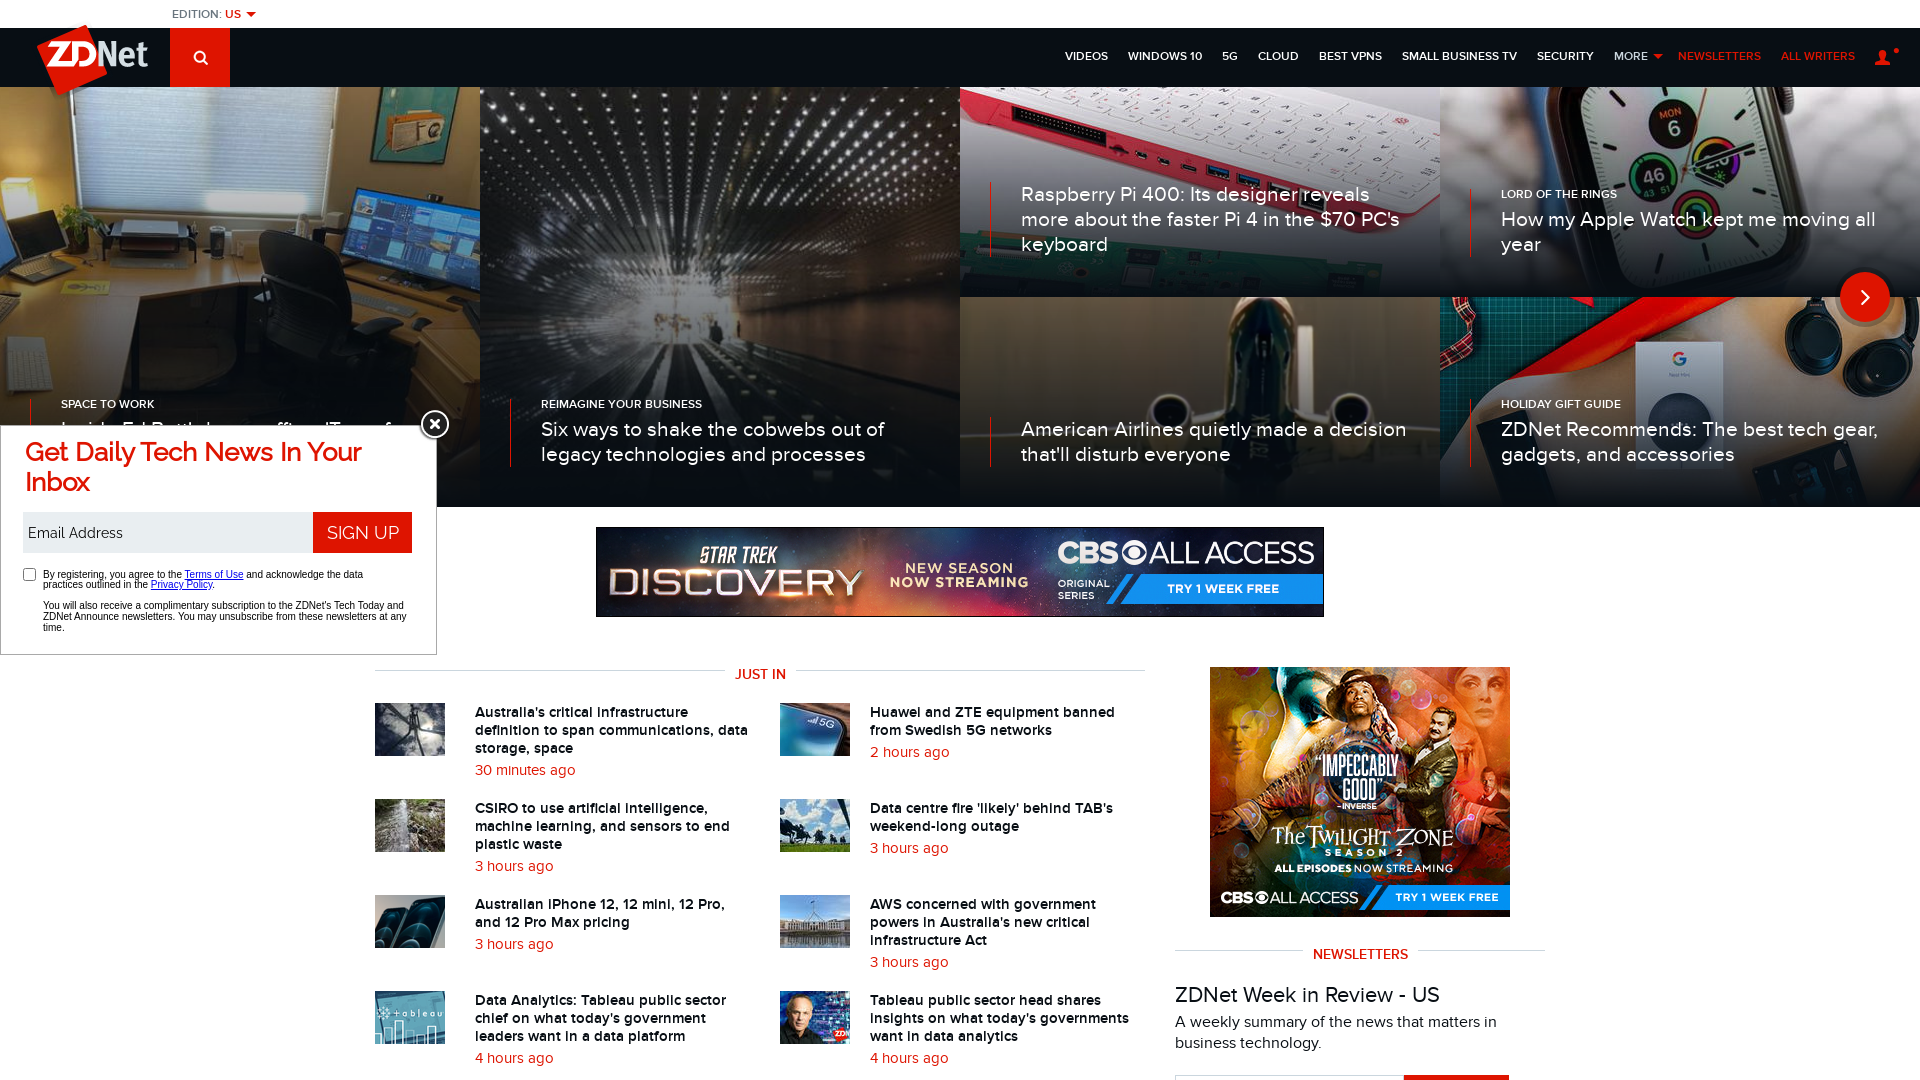 EDITION: US
ZDNet
VIDEOS WINDOWS 10 5G CLOUD BEST VPNS SMALL BUSINESS TV SECURITY MORE NEWSLETTERS ALL WRITERS
SPACE TO WORK
REIMAGINE YOUR BUSINESS
Six ways to shake the cobwebs out of
legacy technologies and processes
Raspberry Pi 400: Its designer reveals
more about the faster Pi 4 in the $70 PC's
keyboard
LORD OF THE RINGS
How my Apple Watch kept me moving all
year
MON
6
46
American Airlines quietly made a decision
that'll disturb everyone
HOLIDAY GIFT GUIDE
ZDNet Recommends: The best tech gear,
gadgets, and accessories
Get Daily Tech News In Your
Inbox
Email Address
SIGN UP
By registering, you agree to the Terms of Use and acknowledge the data
practices outlined in the Privacy Policy.
You will also receive a complimentary subscription to the ZDNet's Tech Today and
ZDNet Announce newsletters. You may unsubscribe from these newsletters at any
time.
STAR TREK
DISCOVERY
NEW SEASON
NOW STREAMING
CBS ALL ACCESS
ORIGINAL
SERIES
TRY 1 WEEK FREE
JUST IN
Australia's critical infrastructure
definition to span communications, data
storage, space
30 minutes ago
Huawei and ZTE equipment banned
from Swedish 5G networks
2 hours ago
5G
CSIRO to use artificial intelligence,
machine learning, and sensors to end
plastic waste
3 hours ago
Data centre fire 'likely' behind TAB's
weekend-long outage
3 hours ago
Australian iPhone 12, 12 mini, 12 Pro,
and 12 Pro Max pricing
3 hours ago
AWS concerned with government
powers in Australia's new critical
infrastructure Act
3 hours ago
Data Analytics: Tableau public sector
chief on what today's government
leaders want in a data platform
4 hours ago
tableau
Tableau public sector head shares
insights on what today's governments
want in data analytics
4 hours ago
"IMPECCABLY
GOOD"
–INVERSE
THE TWILIGHT ZONE
SEASON 2
ALL EPISODES NOW STREAMING
CBS ALL ACCESS
TRY 1 WEEK FREE
NEWSLETTERS
ZDNet Week in Review - US
A weekly summary of the news that matters in
business technology.